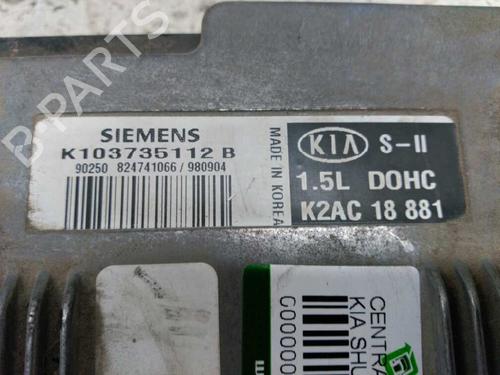 SIEMENS
K103735112 B
90250 824741066 / 980904
MADE IN KOREA
KIA S-II
1.5L DOHC
K2AC 18 881
CENTRA
KIA SHU
B-PARTS